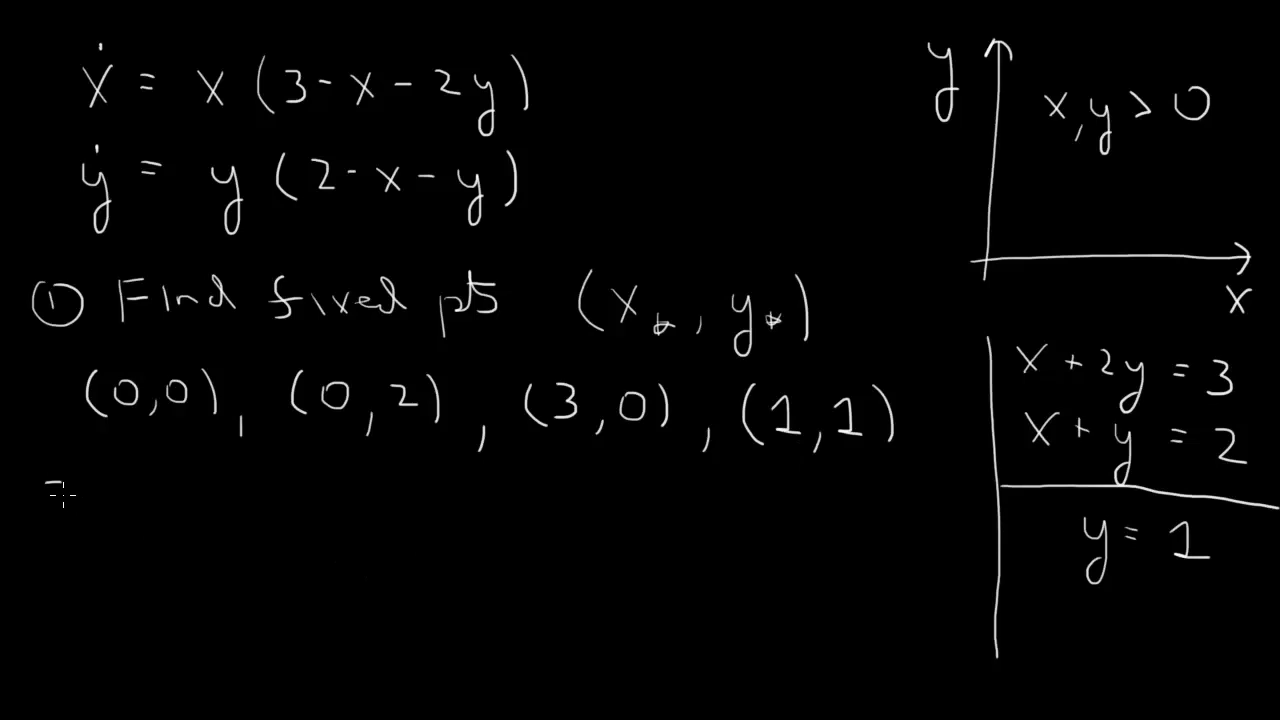 ẋ = x (3 - x - 2y)
ẏ = y (2 - x - y)
① Find fixed pts (x*, y*)
(0,0), (0,2), (3,0), (1,1)
y
x,y > 0
x
x + 2y = 3
x + y = 2
y = 1